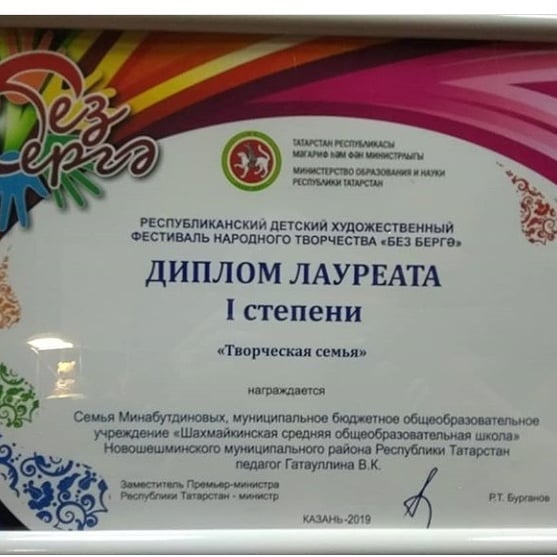 без
бергә
ТАТАРСТАН РЕСПУБЛИКАСЫ
МӘГАРИФ ҺӘМ ФӘН МИНИСТРЛЫГЫ
МИНИСТЕРСТВО ОБРАЗОВАНИЯ И НАУКИ
РЕСПУБЛИКИ ТАТАРСТАН
РЕСПУБЛИКАНСКИЙ ДЕТСКИЙ ХУДОЖЕСТВЕННЫЙ
ФЕСТИВАЛЬ НАРОДНОГО ТВОРЧЕСТВА «БЕЗ БЕРГӘ»
ДИПЛОМ ЛАУРЕАТА
I степени
«Творческая семья»
награждается
Семья Минабутдиновых, муниципальное бюджетное общеобразовательное
учреждение «Шахмайкинская средняя общеобразовательная школа»
Новошешминского муниципального района Республики Татарстан
педагог Гатауллина В.К.
Заместитель Премьер-министра
Республики Татарстан - министр
Р.Т. Бурганов
КАЗАНЬ-2019